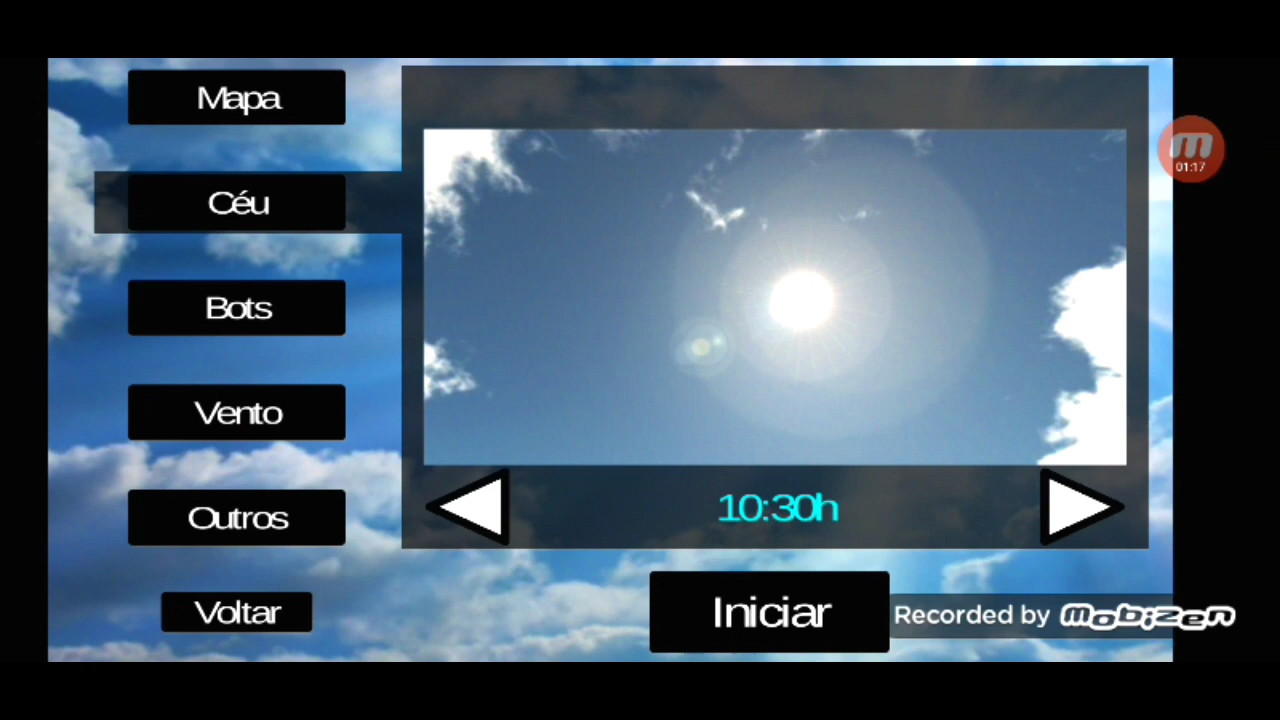 Mapa
Céu
Bots
Vento
Outros
Voltar
10:30h
Iniciar
M
01:17
Recorded by mobizen